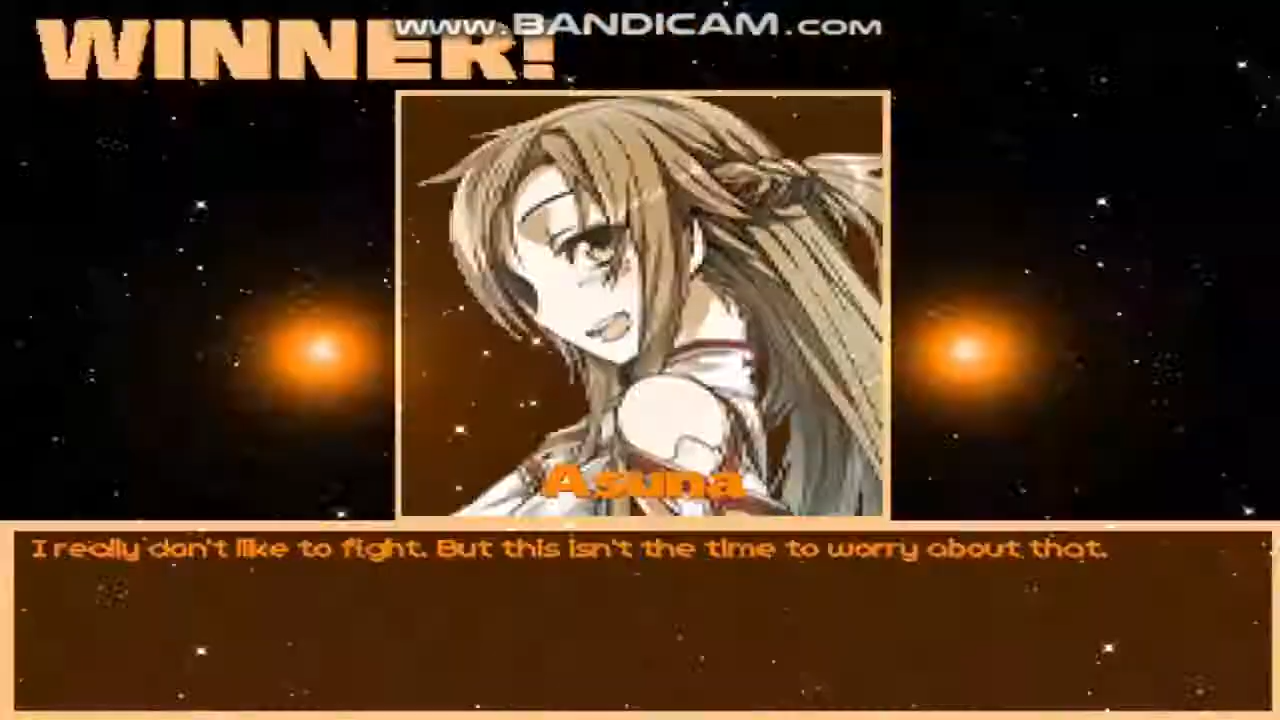 www.BANDICAM.com
WINNER!
Asuna
I really don't like to fight. But this isn't the time to worry about that.